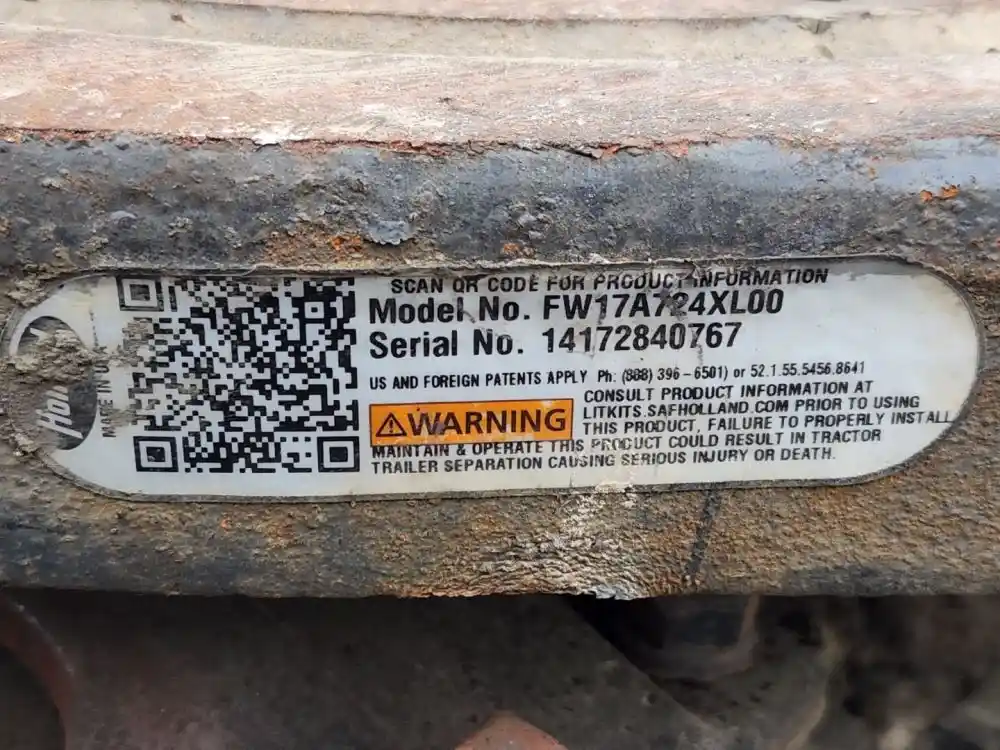 SCAN QR CODE FOR PRODUCT INFORMATION
Model No. FW17A724XL00
Serial No. 14172840767
US AND FOREIGN PATENTS APPLY Ph: (888) 396-6501) or 52.1.55.5456.8641
WARNING
CONSULT PRODUCT INFORMATION AT
LITKITS.SAFHOLLAND.COM PRIOR TO USING
THIS PRODUCT, FAILURE TO PROPERLY INSTALL
MAINTAIN & OPERATE THIS PRODUCT COULD RESULT IN TRACTOR
TRAILER SEPARATION CAUSING SERIOUS INJURY OR DEATH.
MADE IN